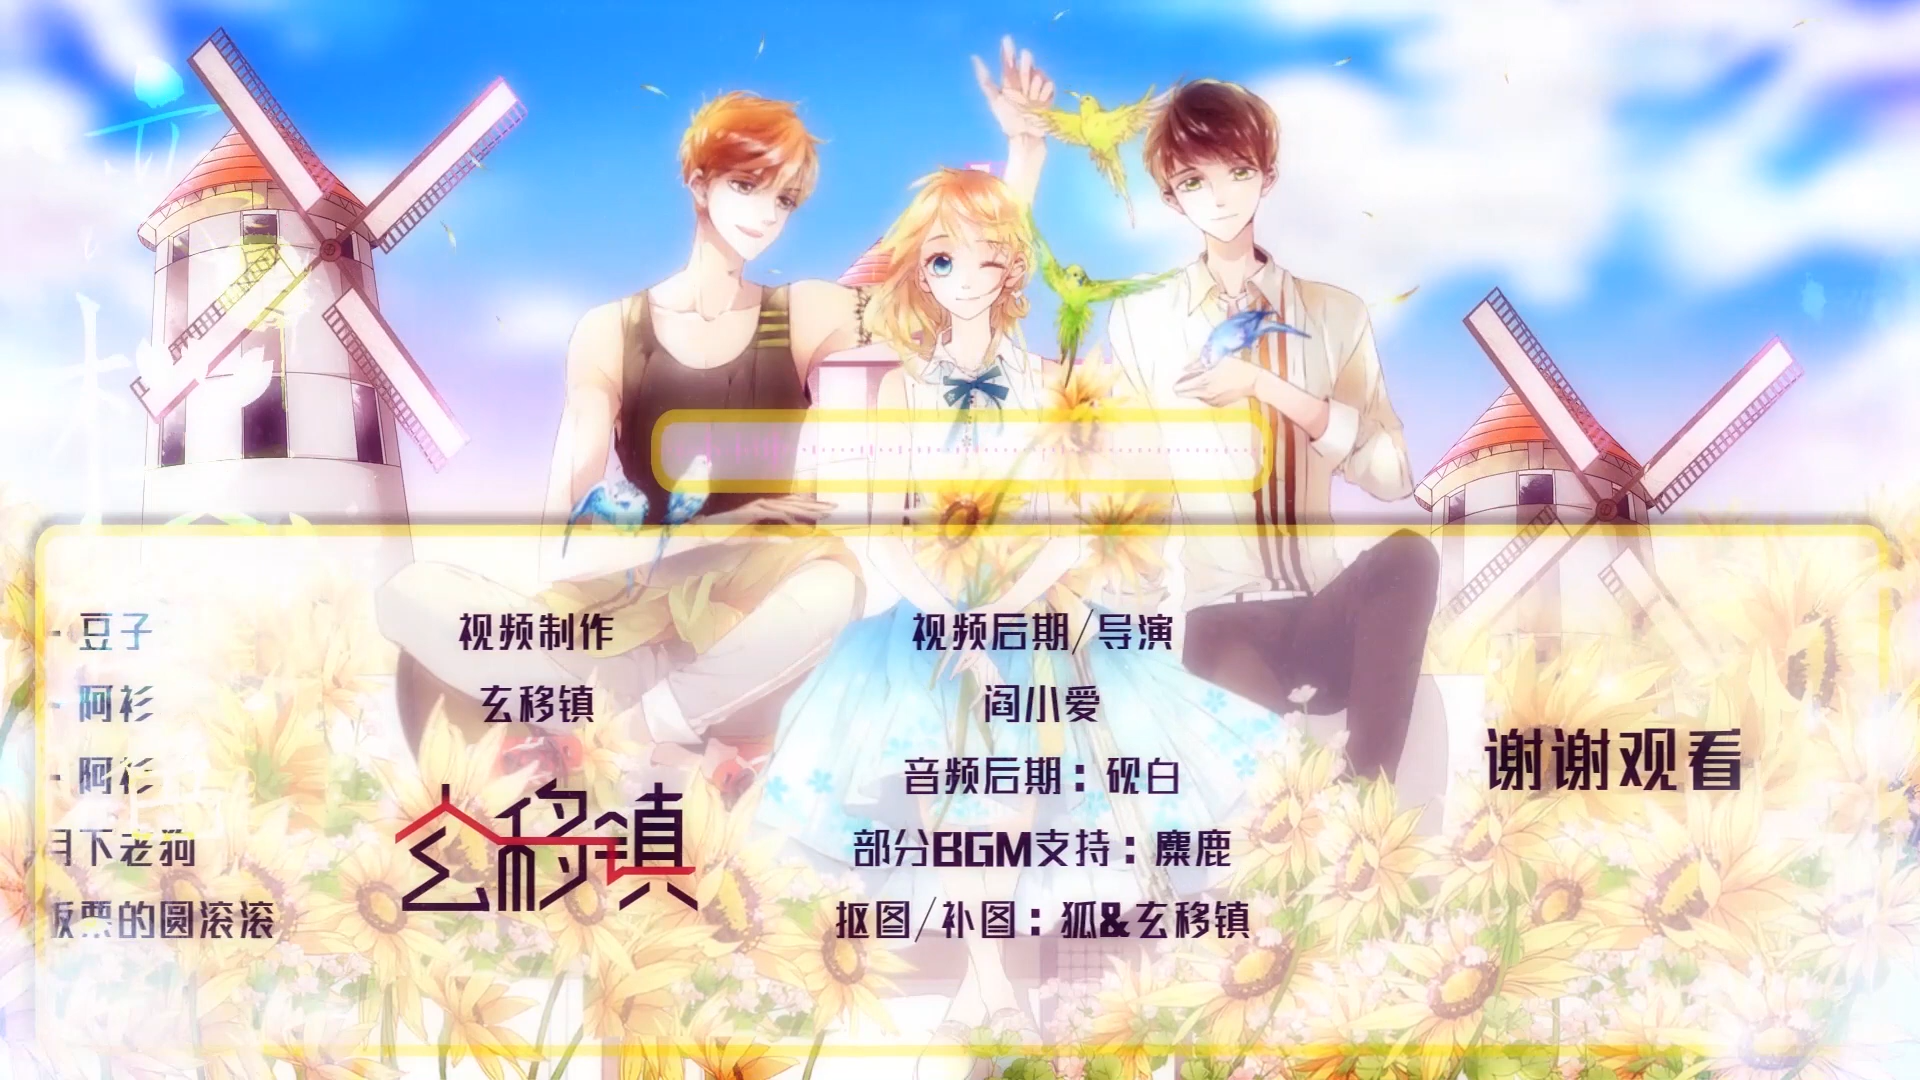 - 豆子
- 阿衫
- 阿衫
月下老狗
的圆滚滚
视频制作
玄移镇
玄移镇
视频后期/导演
阎小爱
音频后期：砚白
部分BGM支持：麋鹿
抠图/补图：狐&玄移镇
谢谢观看